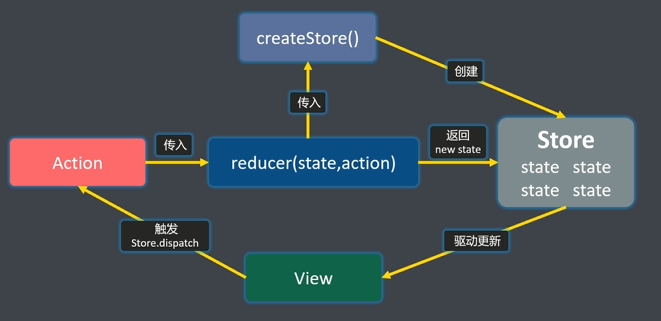 createStore()
创建
传入
Store
state state
state state
返回
new state
传入
Action
reducer(state,action)
触发
Store.dispatch
驱动更新
View